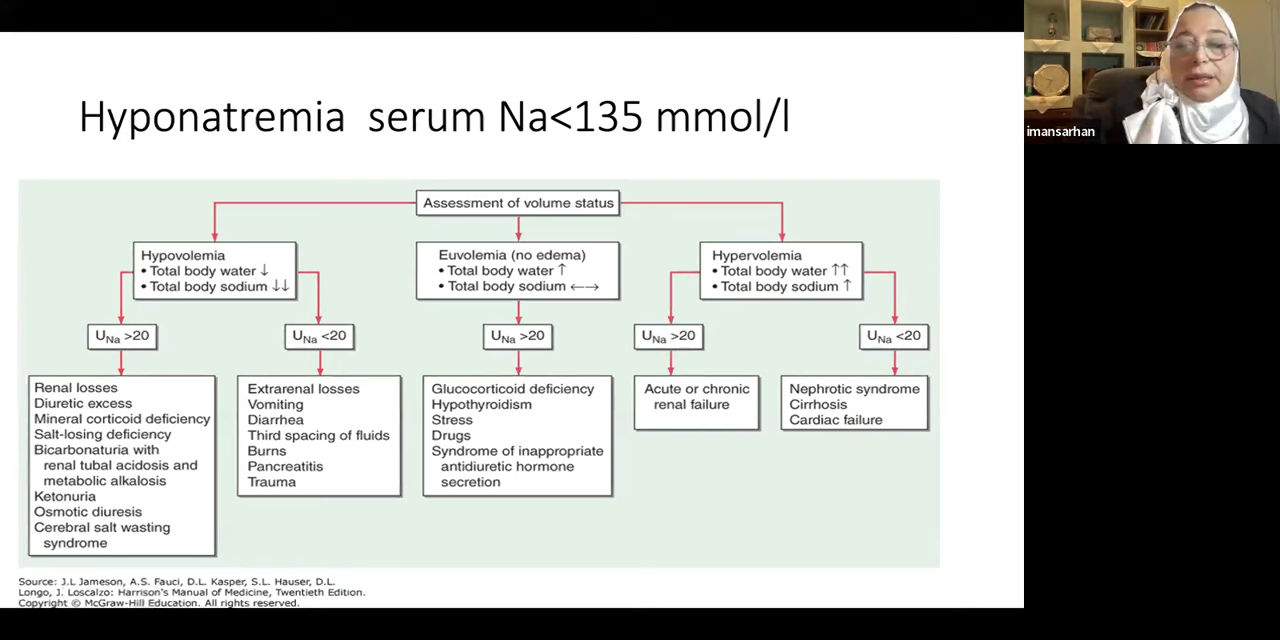 Hyponatremia serum Na<135 mmol/l
imansarhan
Assessment of volume status
Hypovolemia
• Total body water ↓
• Total body sodium ↓↓
Euvolemia (no edema)
• Total body water ↑
• Total body sodium ←→
Hypervolemia
• Total body water ↑↑
• Total body sodium ↑
UNa >20
UNa <20
UNa >20
UNa >20
UNa <20
Renal losses
Diuretic excess
Mineral corticoid deficiency
Salt-losing deficiency
Bicarbonaturia with
renal tubal acidosis and
metabolic alkalosis
Ketonuria
Osmotic diuresis
Cerebral salt wasting
syndrome
Extrarenal losses
Vomiting
Diarrhea
Third spacing of fluids
Burns
Pancreatitis
Trauma
Glucocorticoid deficiency
Hypothyroidism
Stress
Drugs
Syndrome of inappropriate
antidiuretic hormone
secretion
Acute or chronic
renal failure
Nephrotic syndrome
Cirrhosis
Cardiac failure
Source: J.L Jameson, A.S. Fauci, D.L. Kasper, S.L. Hauser, D.L.
Longo, J. Loscalzo: Harrison's Manual of Medicine, Twentieth Edition.
Copyright © McGraw-Hill Education. All rights reserved.